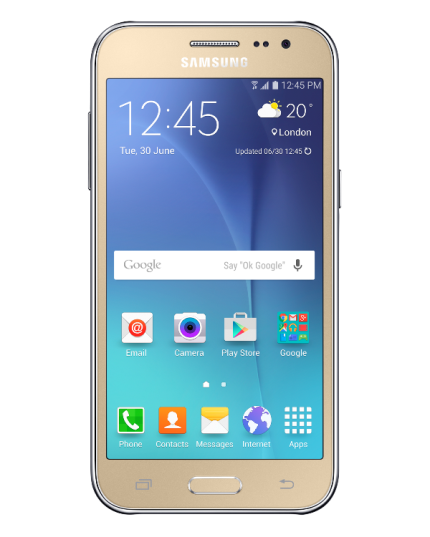 SAMSUNG
12:45 PM
12:45
20°
London
Tue, 30 June
Updated 06/30 12:45
Google
Say "Ok Google"
Email
Camera
Play Store
Google
Phone
Contacts
Messages
Internet
Apps